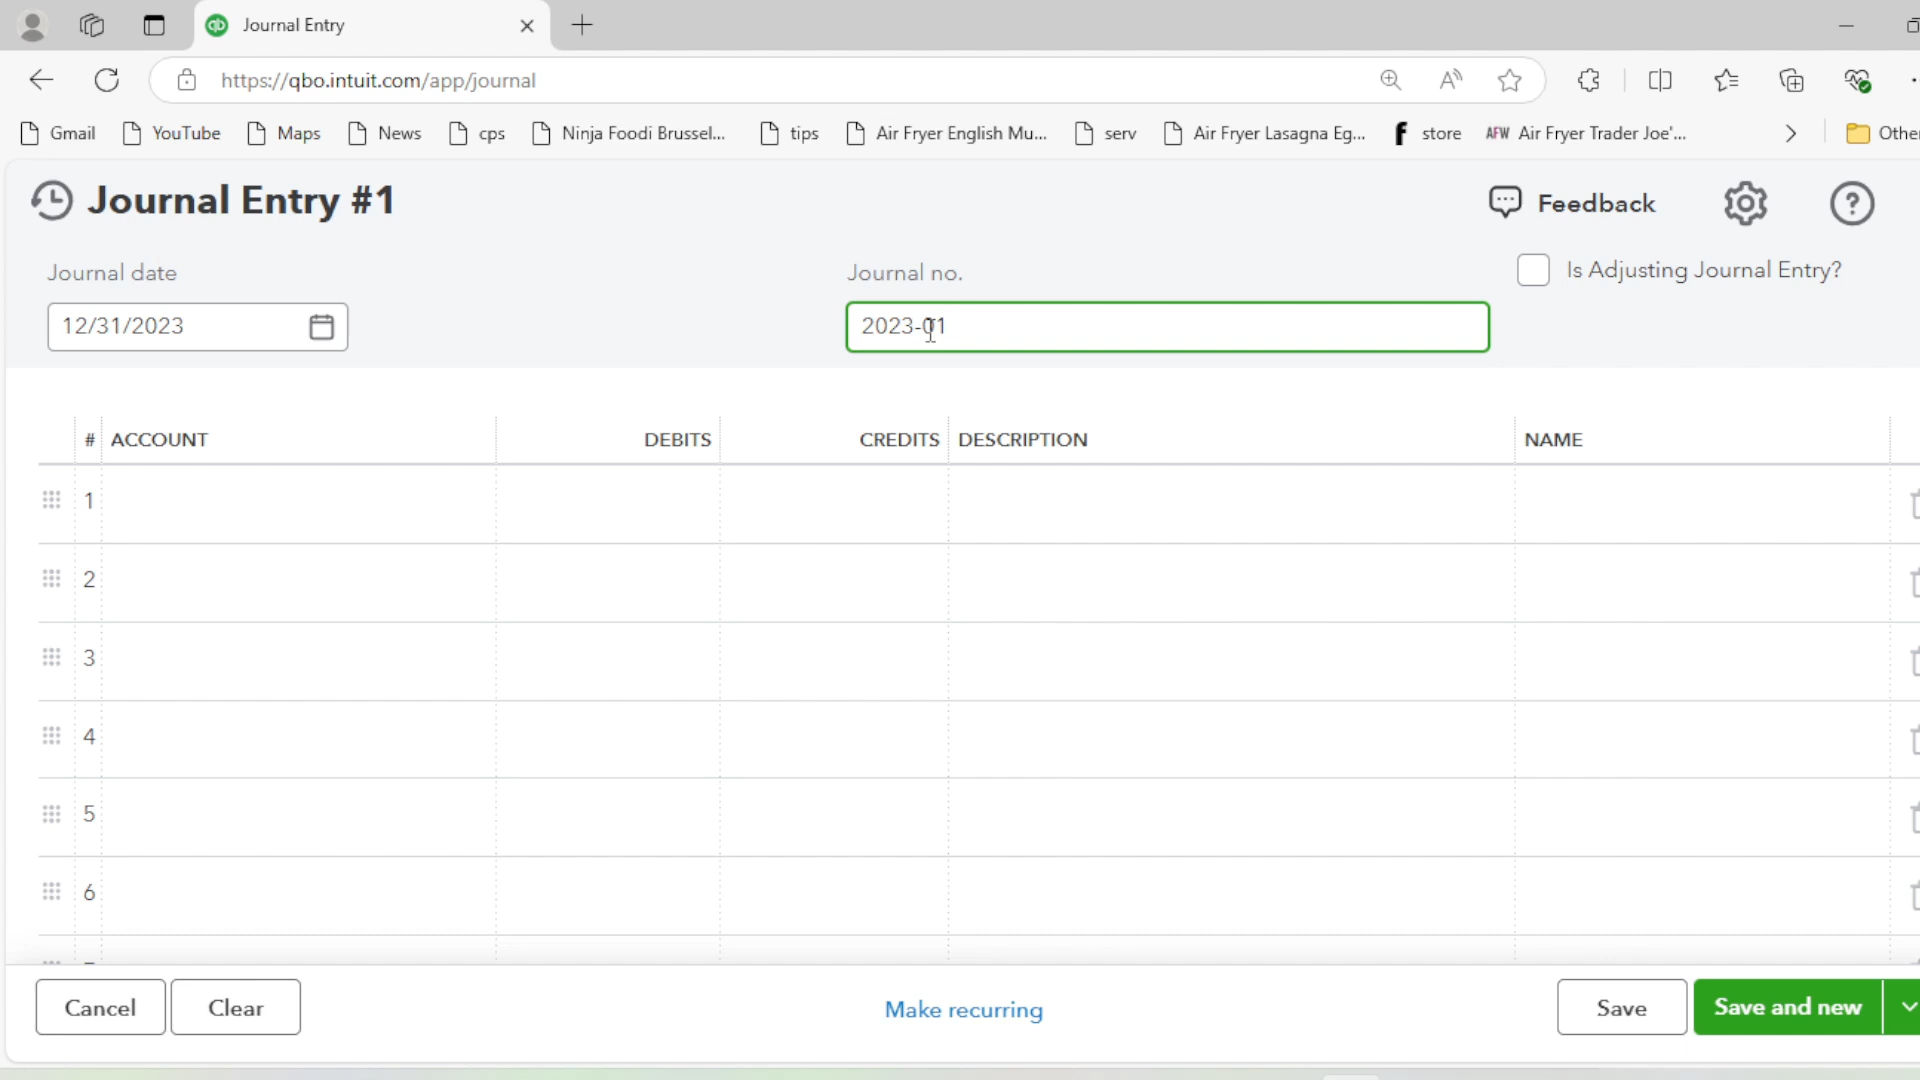 Journal Entry
https://qbo.intuit.com/app/journal
Gmail YouTube Maps News cps Ninja Foodi Brussel... tips Air Fryer English Mu... serv Air Fryer Lasagna Eg... store AFW Air Fryer Trader Joe'... Other
Journal Entry #1
Feedback
Journal date
Journal no.
Is Adjusting Journal Entry?
12/31/2023
2023-01
# ACCOUNT DEBITS CREDITS DESCRIPTION NAME
1
2
3
4
5
6
Cancel Clear Make recurring Save Save and new